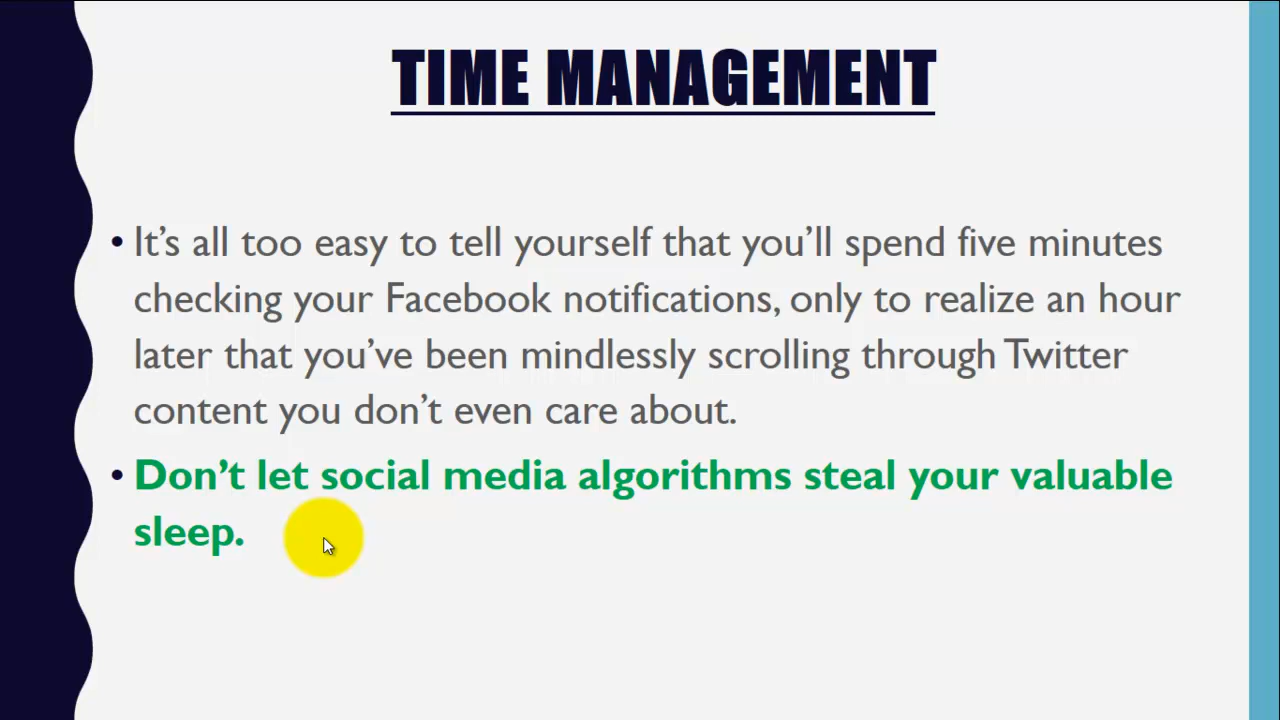 TIME MANAGEMENT
• It’s all too easy to tell yourself that you’ll spend five minutes
checking your Facebook notifications, only to realize an hour
later that you’ve been mindlessly scrolling through Twitter
content you don’t even care about.
• Don’t let social media algorithms steal your valuable
sleep.